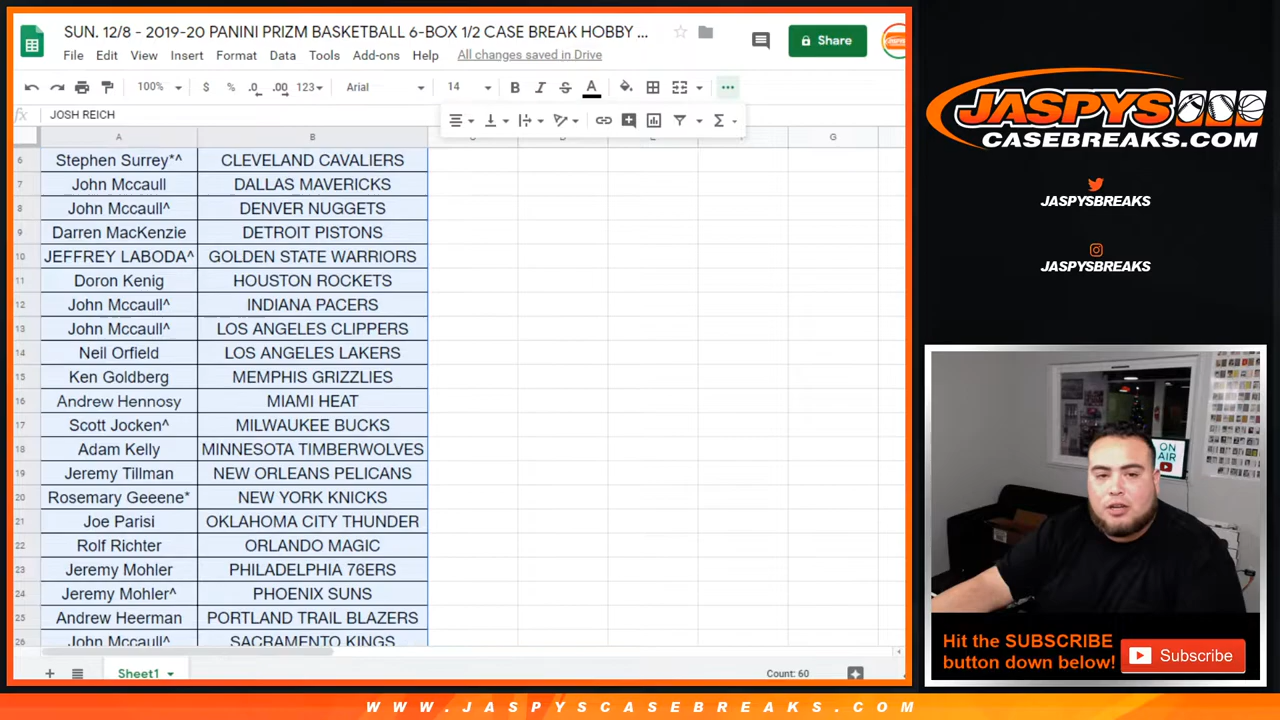 SUN. 12/8 - 2019-20 PANINI PRIZM BASKETBALL 6-BOX 1/2 CASE BREAK HOBBY ...
File Edit View Insert Format Data Tools Add-ons Help All changes saved in Drive
Share
100% $ % .0 .00 123 Arial 14 B I S A
fx JOSH REICH
A B G
6 Stephen Surrey*^ CLEVELAND CAVALIERS
7 John Mccaull DALLAS MAVERICKS
8 John Mccaull^ DENVER NUGGETS
9 Darren MacKenzie DETROIT PISTONS
10 JEFFREY LABODA^ GOLDEN STATE WARRIORS
11 Doron Kenig HOUSTON ROCKETS
12 John Mccaull^ INDIANA PACERS
13 John Mccaull^ LOS ANGELES CLIPPERS
14 Neil Orfield LOS ANGELES LAKERS
15 Ken Goldberg MEMPHIS GRIZZLIES
16 Andrew Hennosy MIAMI HEAT
17 Scott Jocken^ MILWAUKEE BUCKS
18 Adam Kelly MINNESOTA TIMBERWOLVES
19 Jeremy Tillman NEW ORLEANS PELICANS
20 Rosemary Geeene* NEW YORK KNICKS
21 Joe Parisi OKLAHOMA CITY THUNDER
22 Rolf Richter ORLANDO MAGIC
23 Jeremy Mohler PHILADELPHIA 76ERS
24 Jeremy Mohler^ PHOENIX SUNS
25 Andrew Heerman PORTLAND TRAIL BLAZERS
26 John Mccaull^ SACRAMENTO KINGS
Sheet1
Count: 60
JASPYS
CASEBREAKS.COM
JASPYSBREAKS
JASPYSBREAKS
ON
AIR
Hit the SUBSCRIBE
button down below!
Subscribe
WWW.JASPYSCASEBREAKS.COM